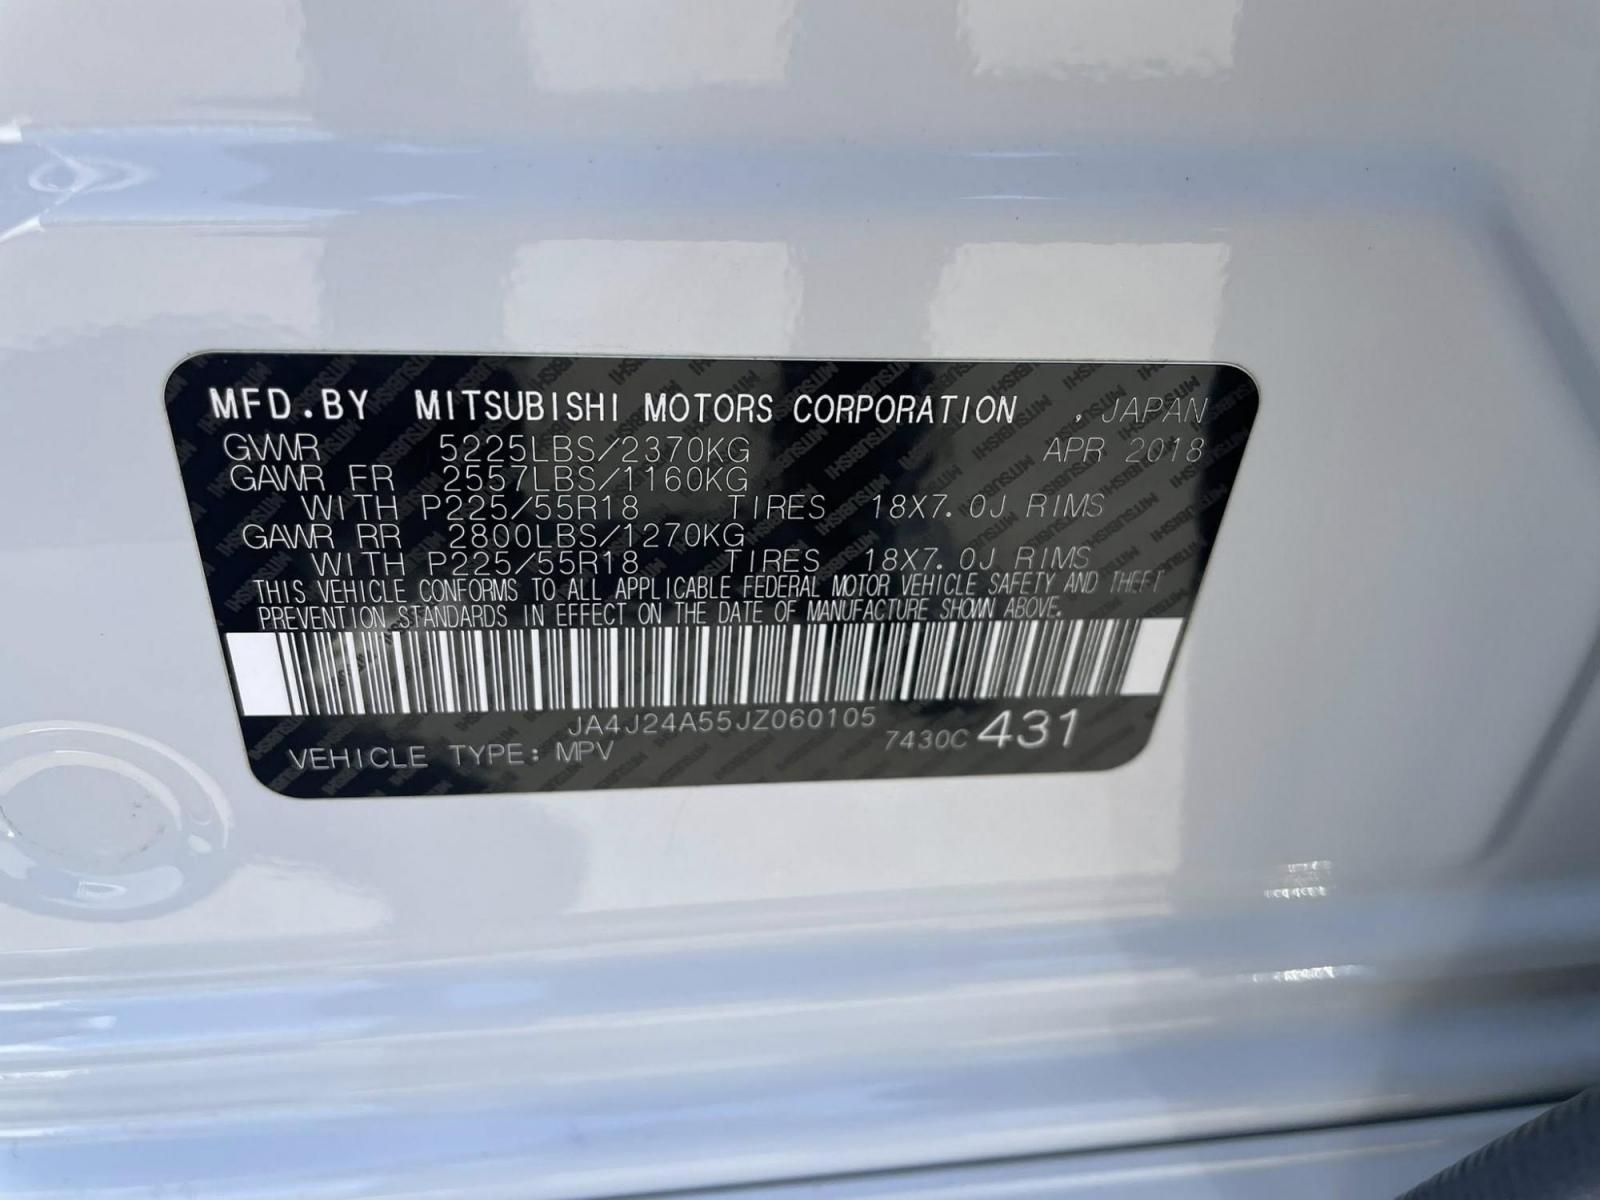 MFD.BY MITSUBISHI MOTORS CORPORATION , JAPAN
GVWR 5225LBS/2370KG APR 2018
GAWR FR 2557LBS/1160KG
WITH P225/55R18 TIRES 18X7.0J RIMS
GAWR RR 2800LBS/1270KG
WITH P225/55R18 TIRES 18X7.0J RIMS
THIS VEHICLE CONFORMS TO ALL APPLICABLE FEDERAL MOTOR VEHICLE SAFETY AND THEFT
PREVENTION STANDARDS IN EFFECT ON THE DATE OF MANUFACTURE SHOWN ABOVE.
JA4J24A55JZ060105
VEHICLE TYPE: MPV 7430C 431